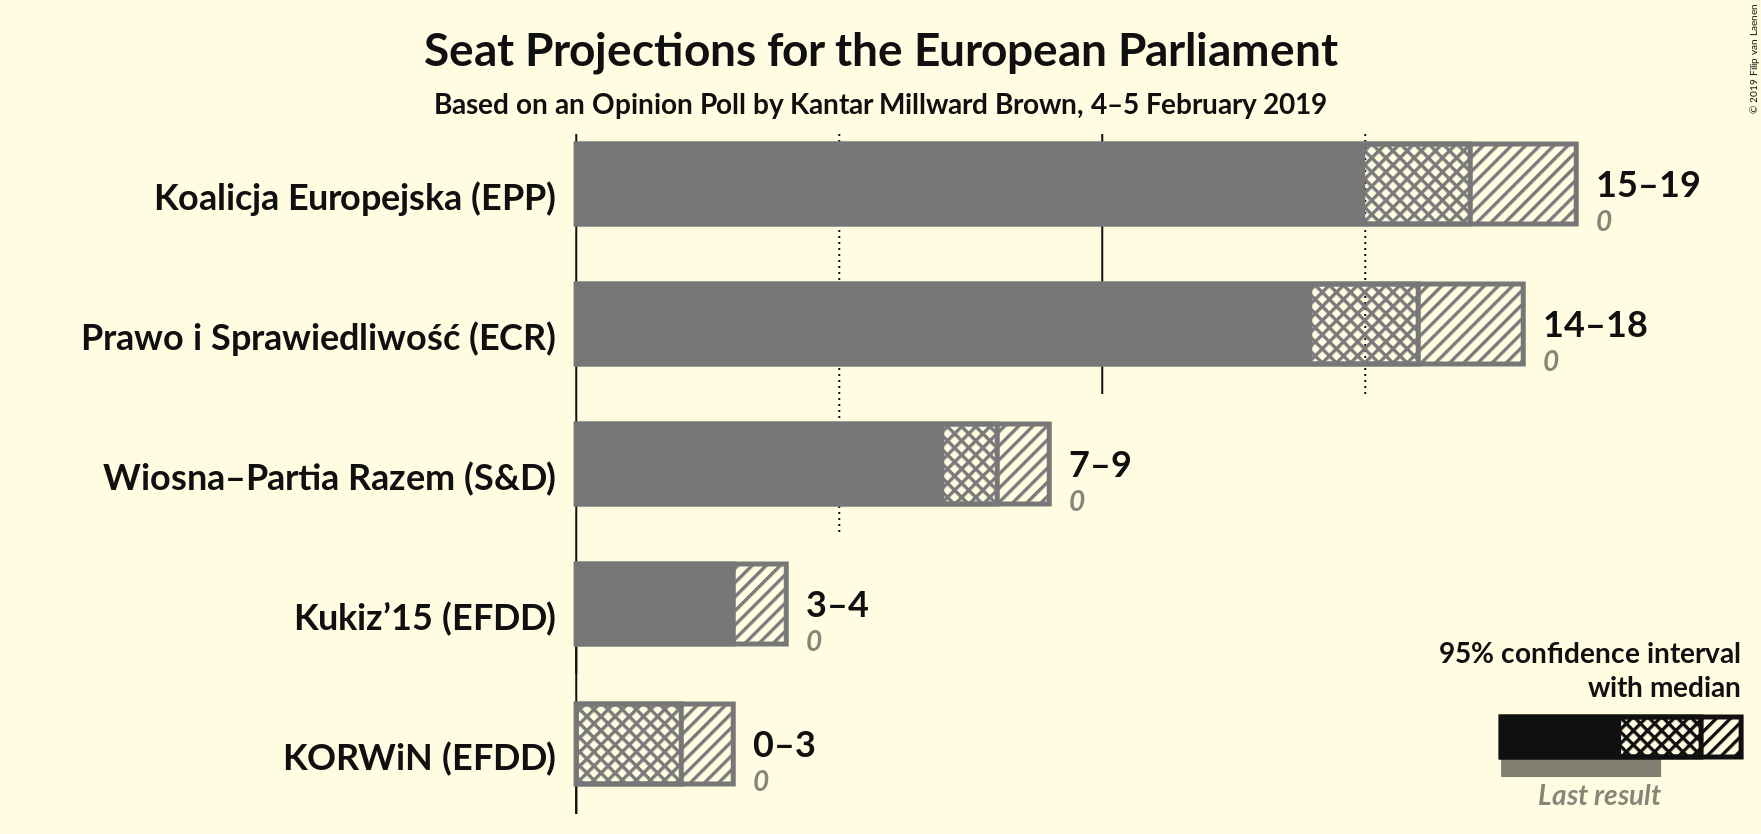 Seat Projections for the European Parliament
Based on an Opinion Poll by Kantar Millward Brown, 4–5 February 2019
© 2019 Filip van Laenen
Koalicja Europejska (EPP)
15–19
0
Prawo i Sprawiedliwość (ECR)
14–18
0
Wiosna–Partia Razem (S&D)
7–9
0
Kukiz’15 (EFDD)
3–4
0
KORWiN (EFDD)
0–3
0
95% confidence interval
with median
Last result